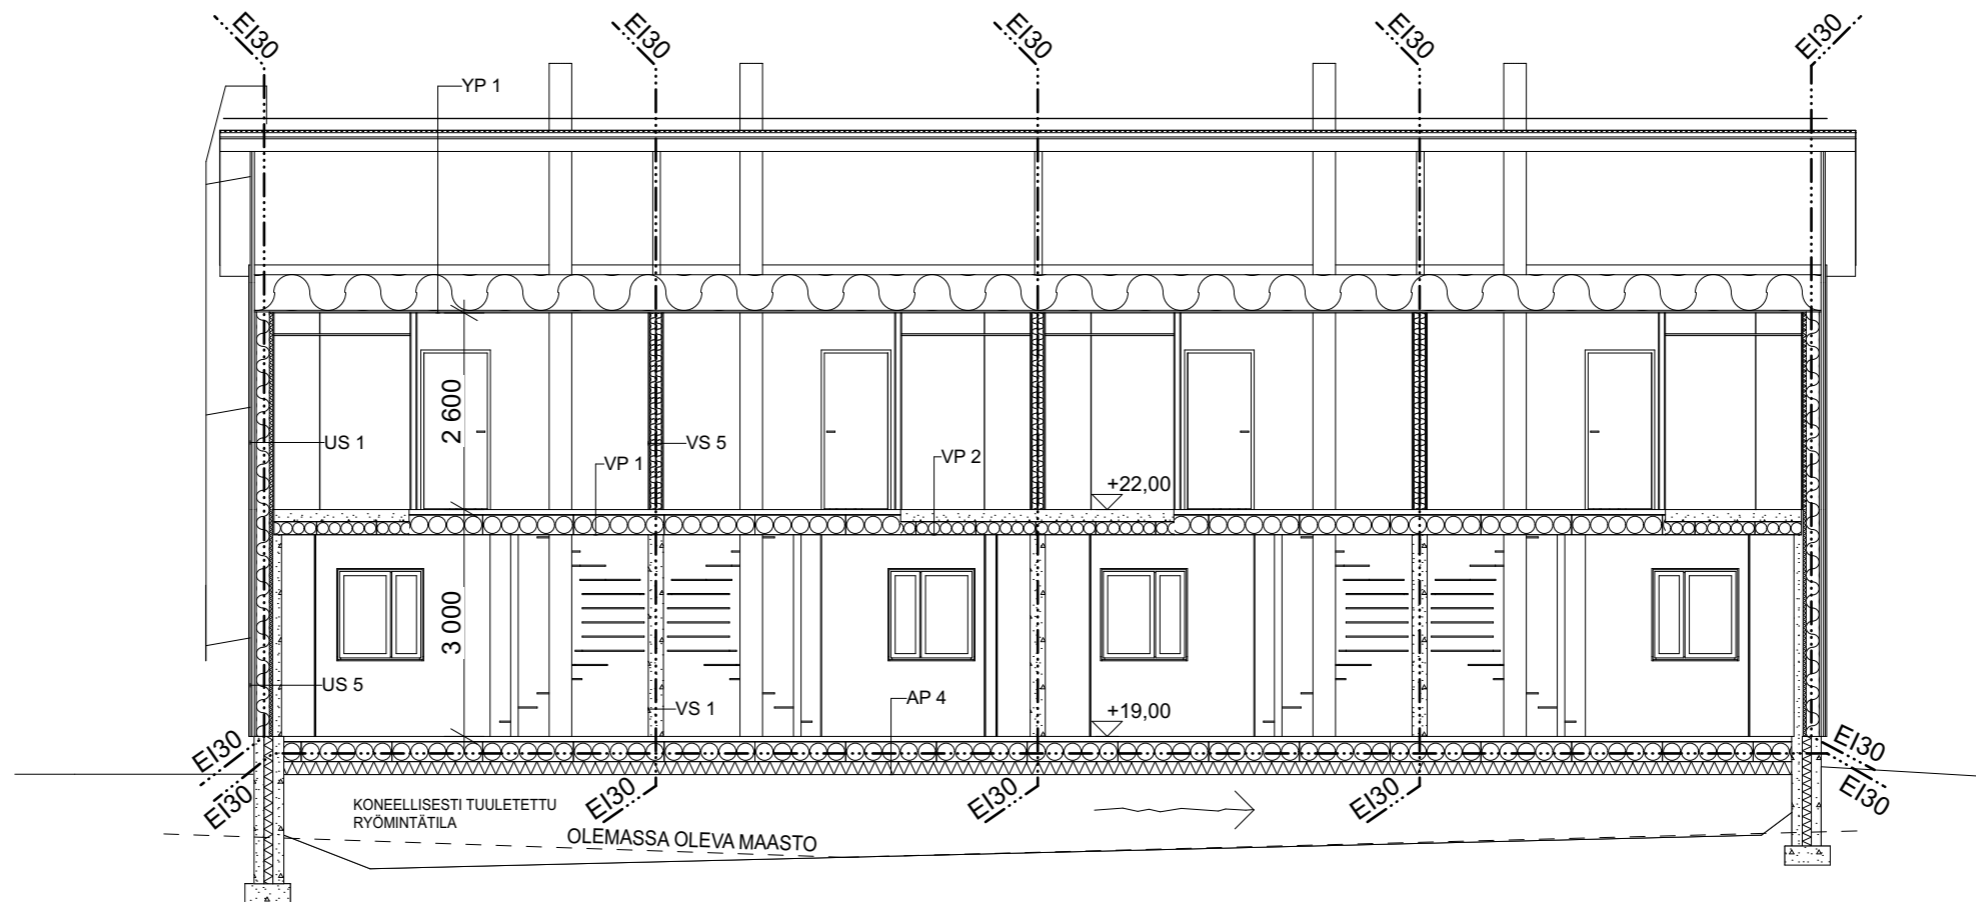 EI30
EI30
EI30
EI30
EI30
YP 1
2 600
US 1
VS 5
VP 1
VP 2
+22,00
3 000
US 5
VS 1
AP 4
+19,00
EI30
EI30
EI30
EI30
EI30
EI30
EI30
KONEELLISESTI TUULETETTU
RYÖMINTÄTILA
OLEMASSA OLEVA MAASTO